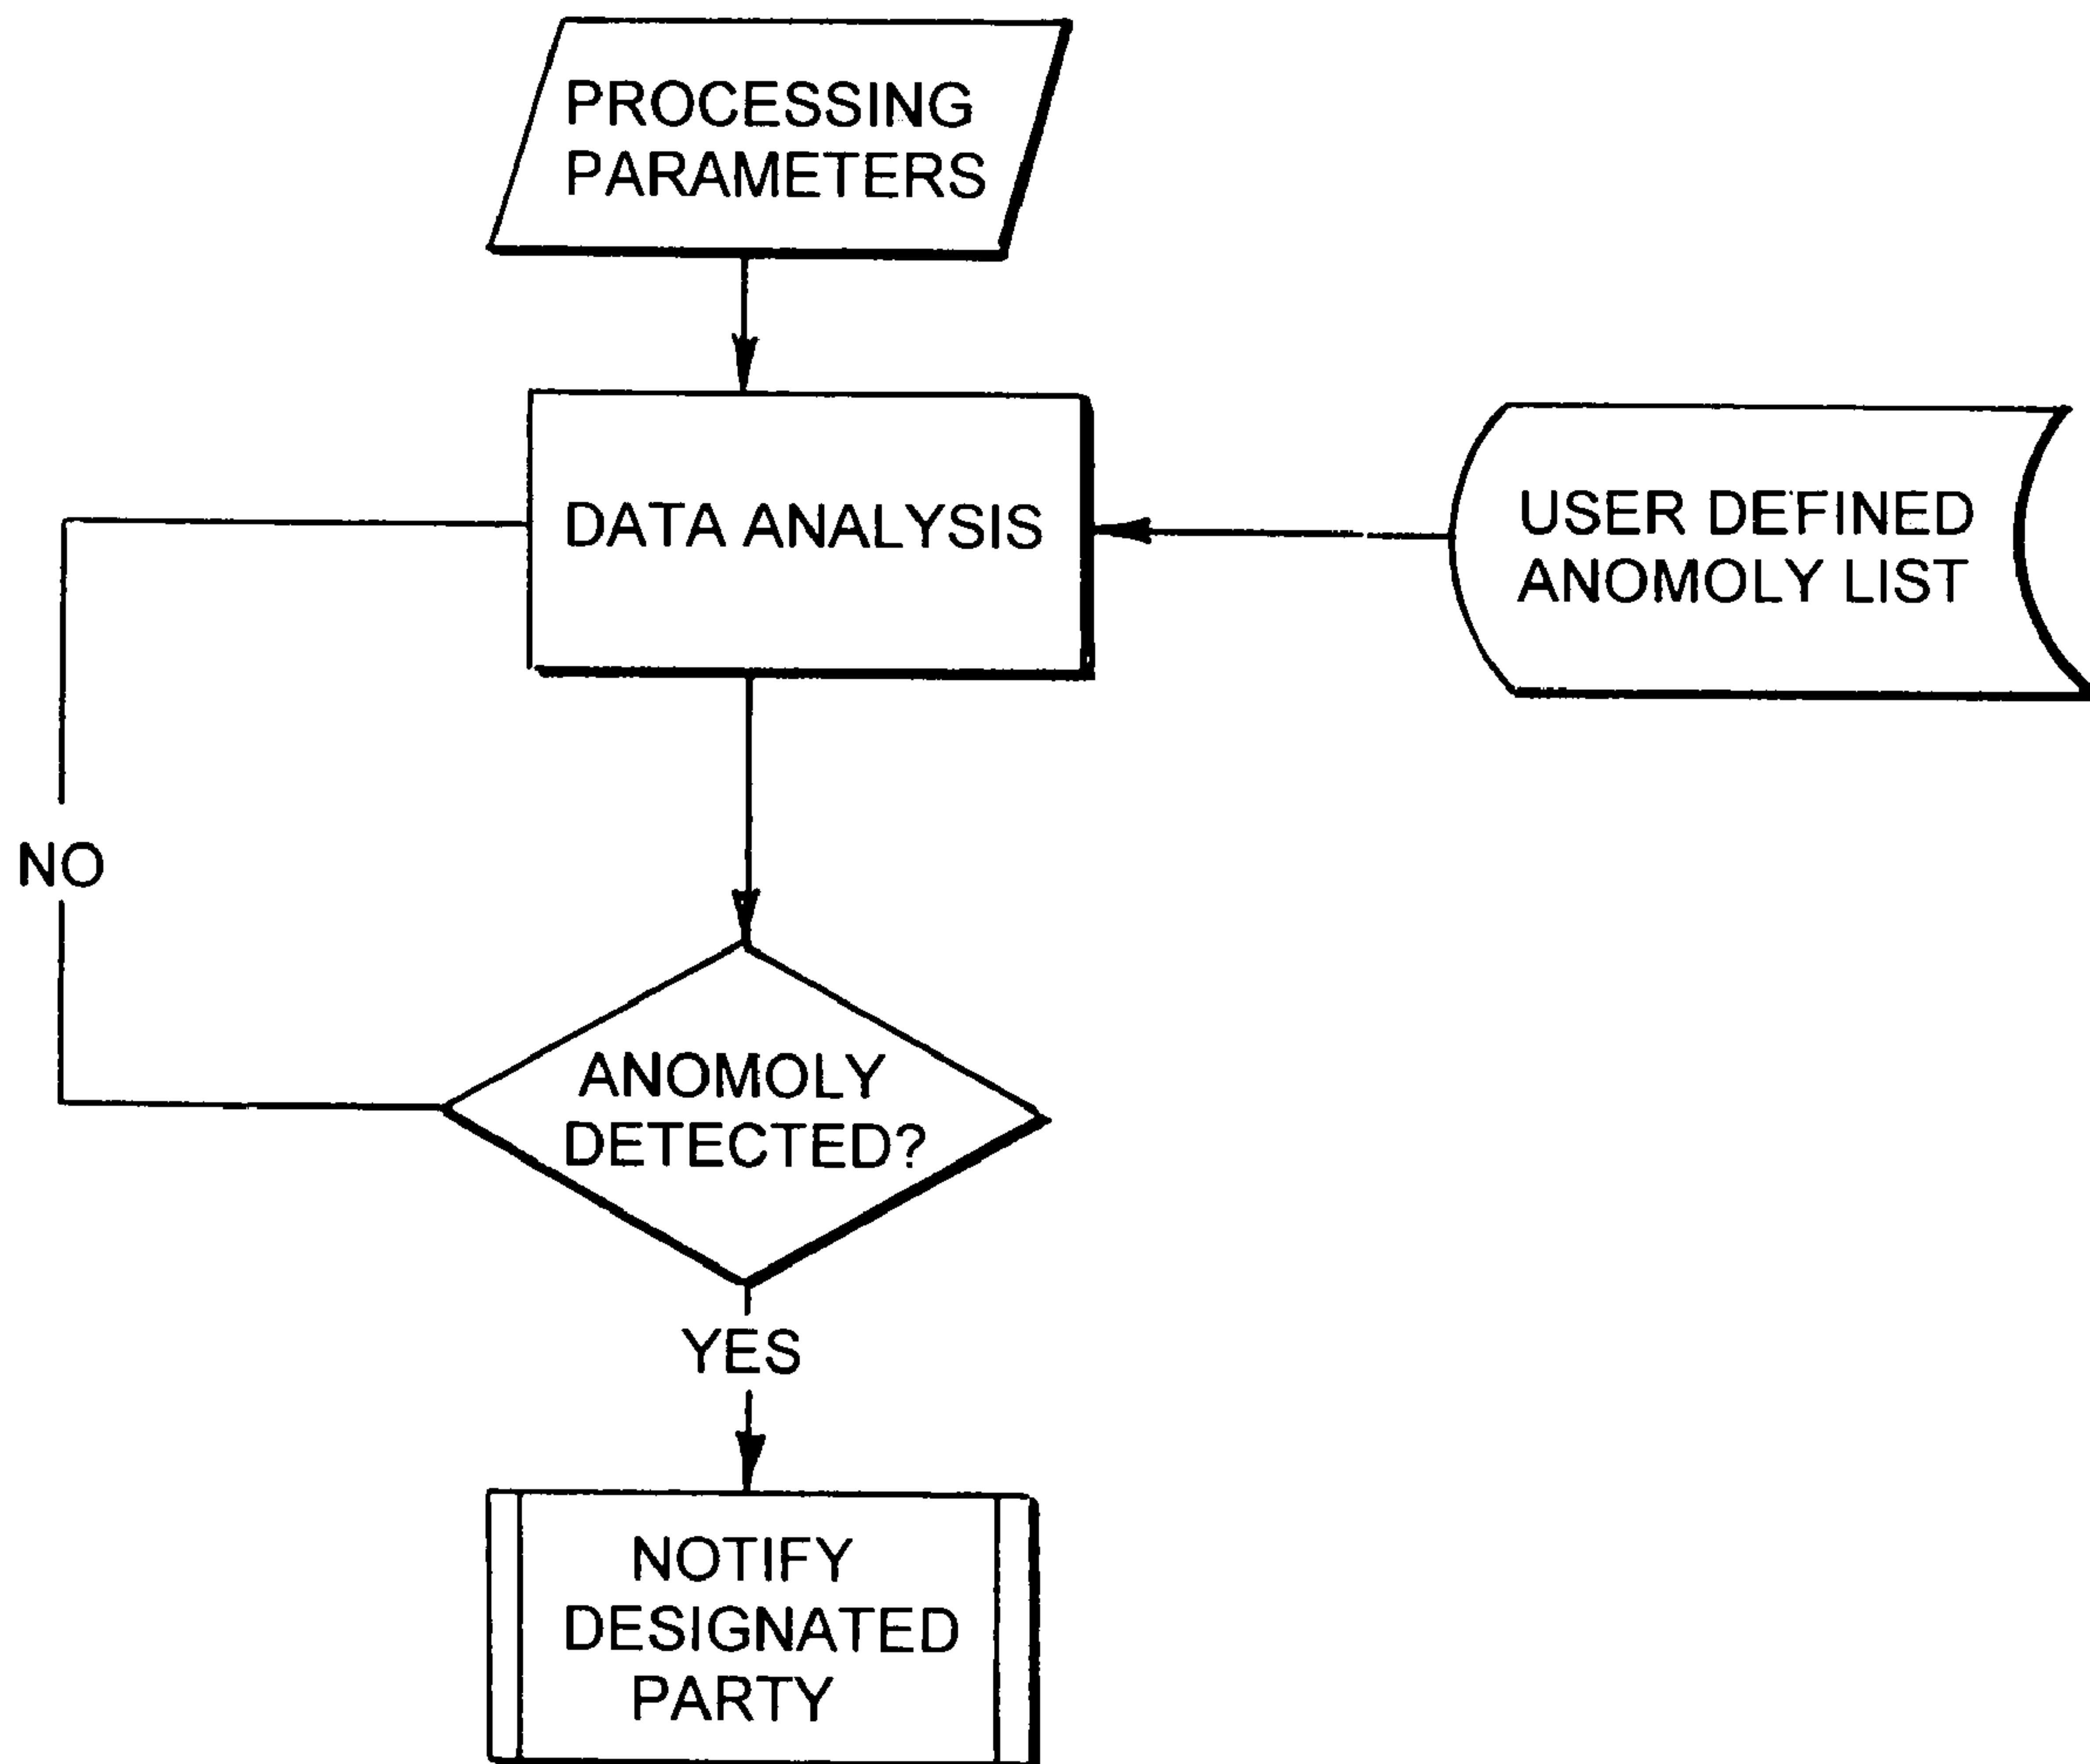 PROCESSING
PARAMETERS
DATA ANALYSIS
USER DEFINED
ANOMOLY LIST
NO
ANOMOLY
DETECTED?
YES
NOTIFY
DESIGNATED
PARTY